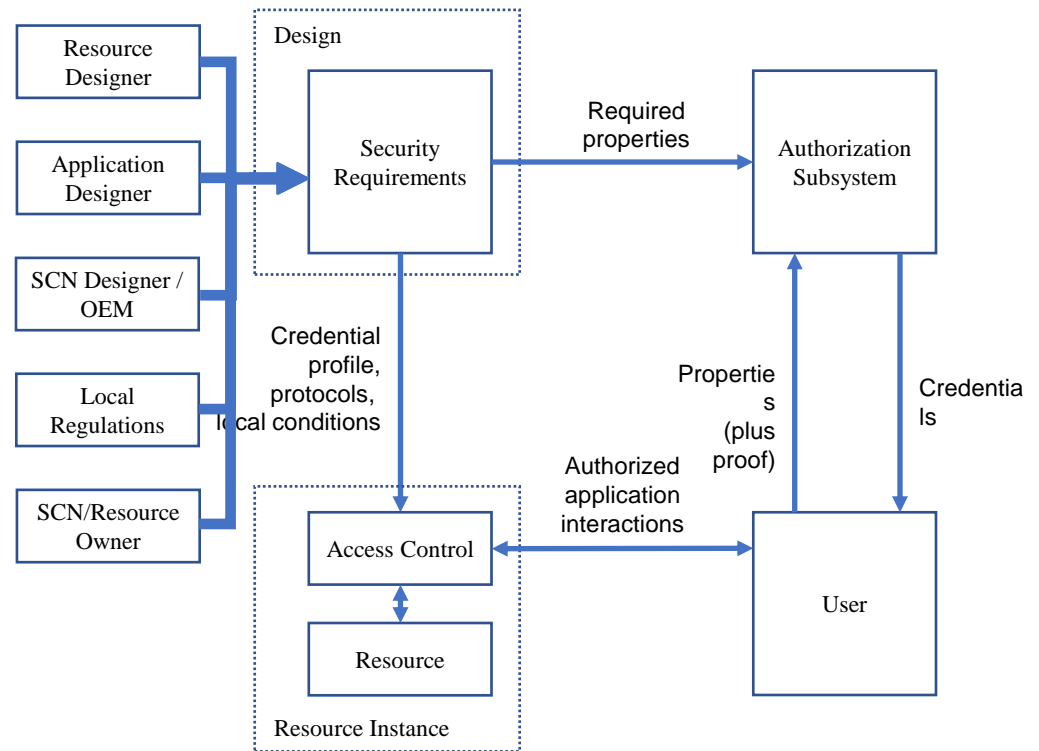 Resource
Designer
Application
Designer
SCN Designer /
OEM
Local
Regulations
SCN/Resource
Owner
Design
Security
Requirements
Required
properties
Authorization
Subsystem
Credential
profile,
protocols,
local conditions
Propertie
s
(plus
proof)
Credentia
ls
Authorized
application
interactions
Access Control
Resource
Resource Instance
User